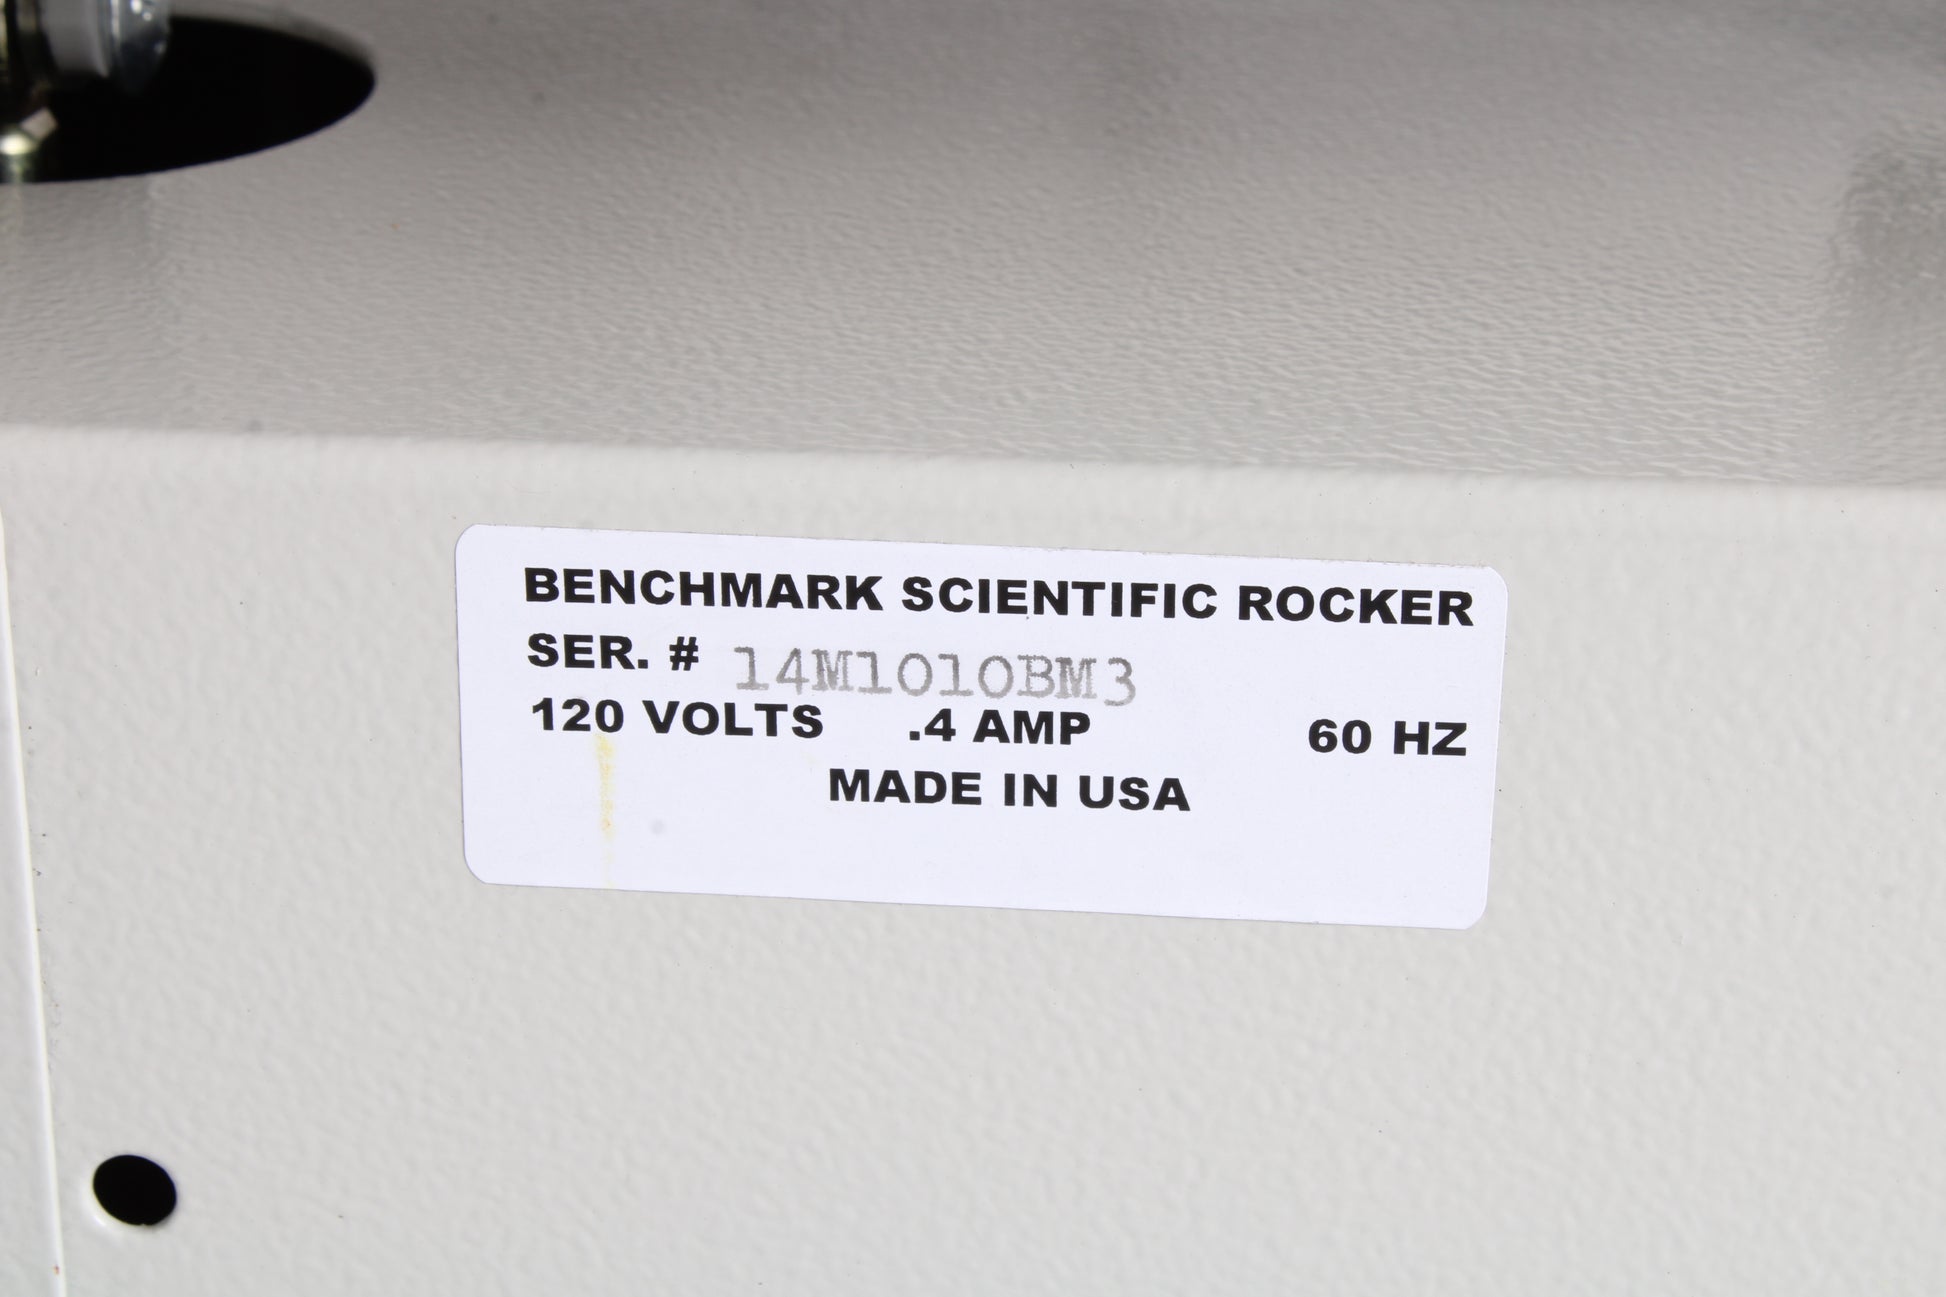 BENCHMARK SCIENTIFIC ROCKER
SER. # 14M1010BM3
120 VOLTS .4 AMP 60 HZ
MADE IN USA